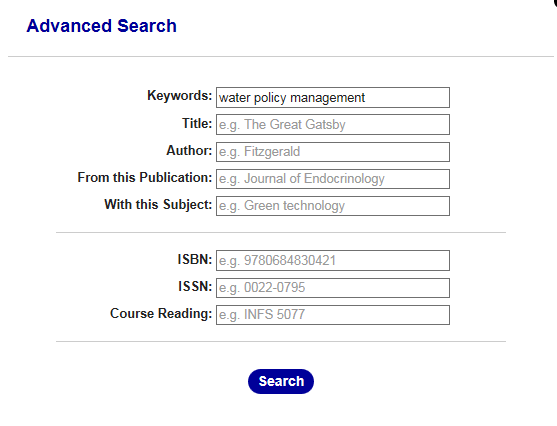 Advanced Search
Keywords: water policy management
Title: e.g. The Great Gatsby
Author: e.g. Fitzgerald
From this Publication: e.g. Journal of Endocrinology
With this Subject: e.g. Green technology
ISBN: e.g. 9780684830421
ISSN: e.g. 0022-0795
Course Reading: e.g. INFS 5077
Search